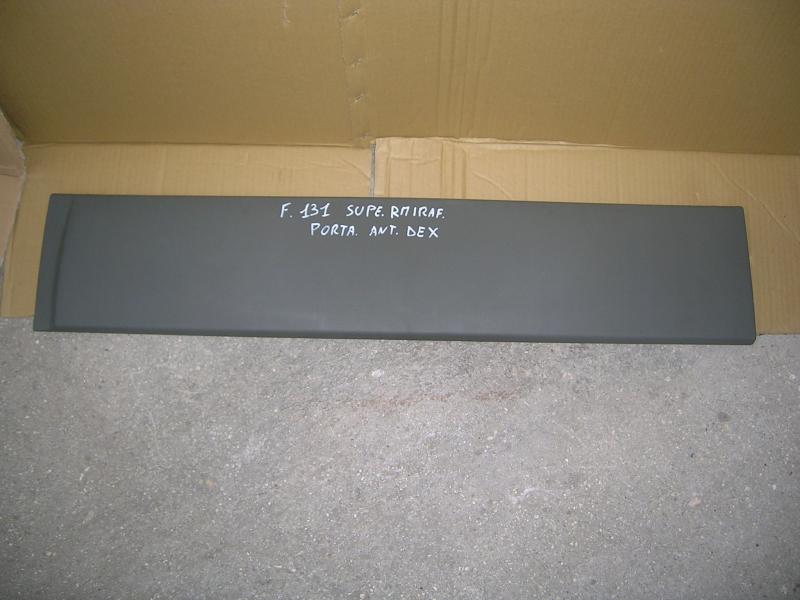 F. 131 SUPE.RMIRAF.
PORTA. ANT. DEX